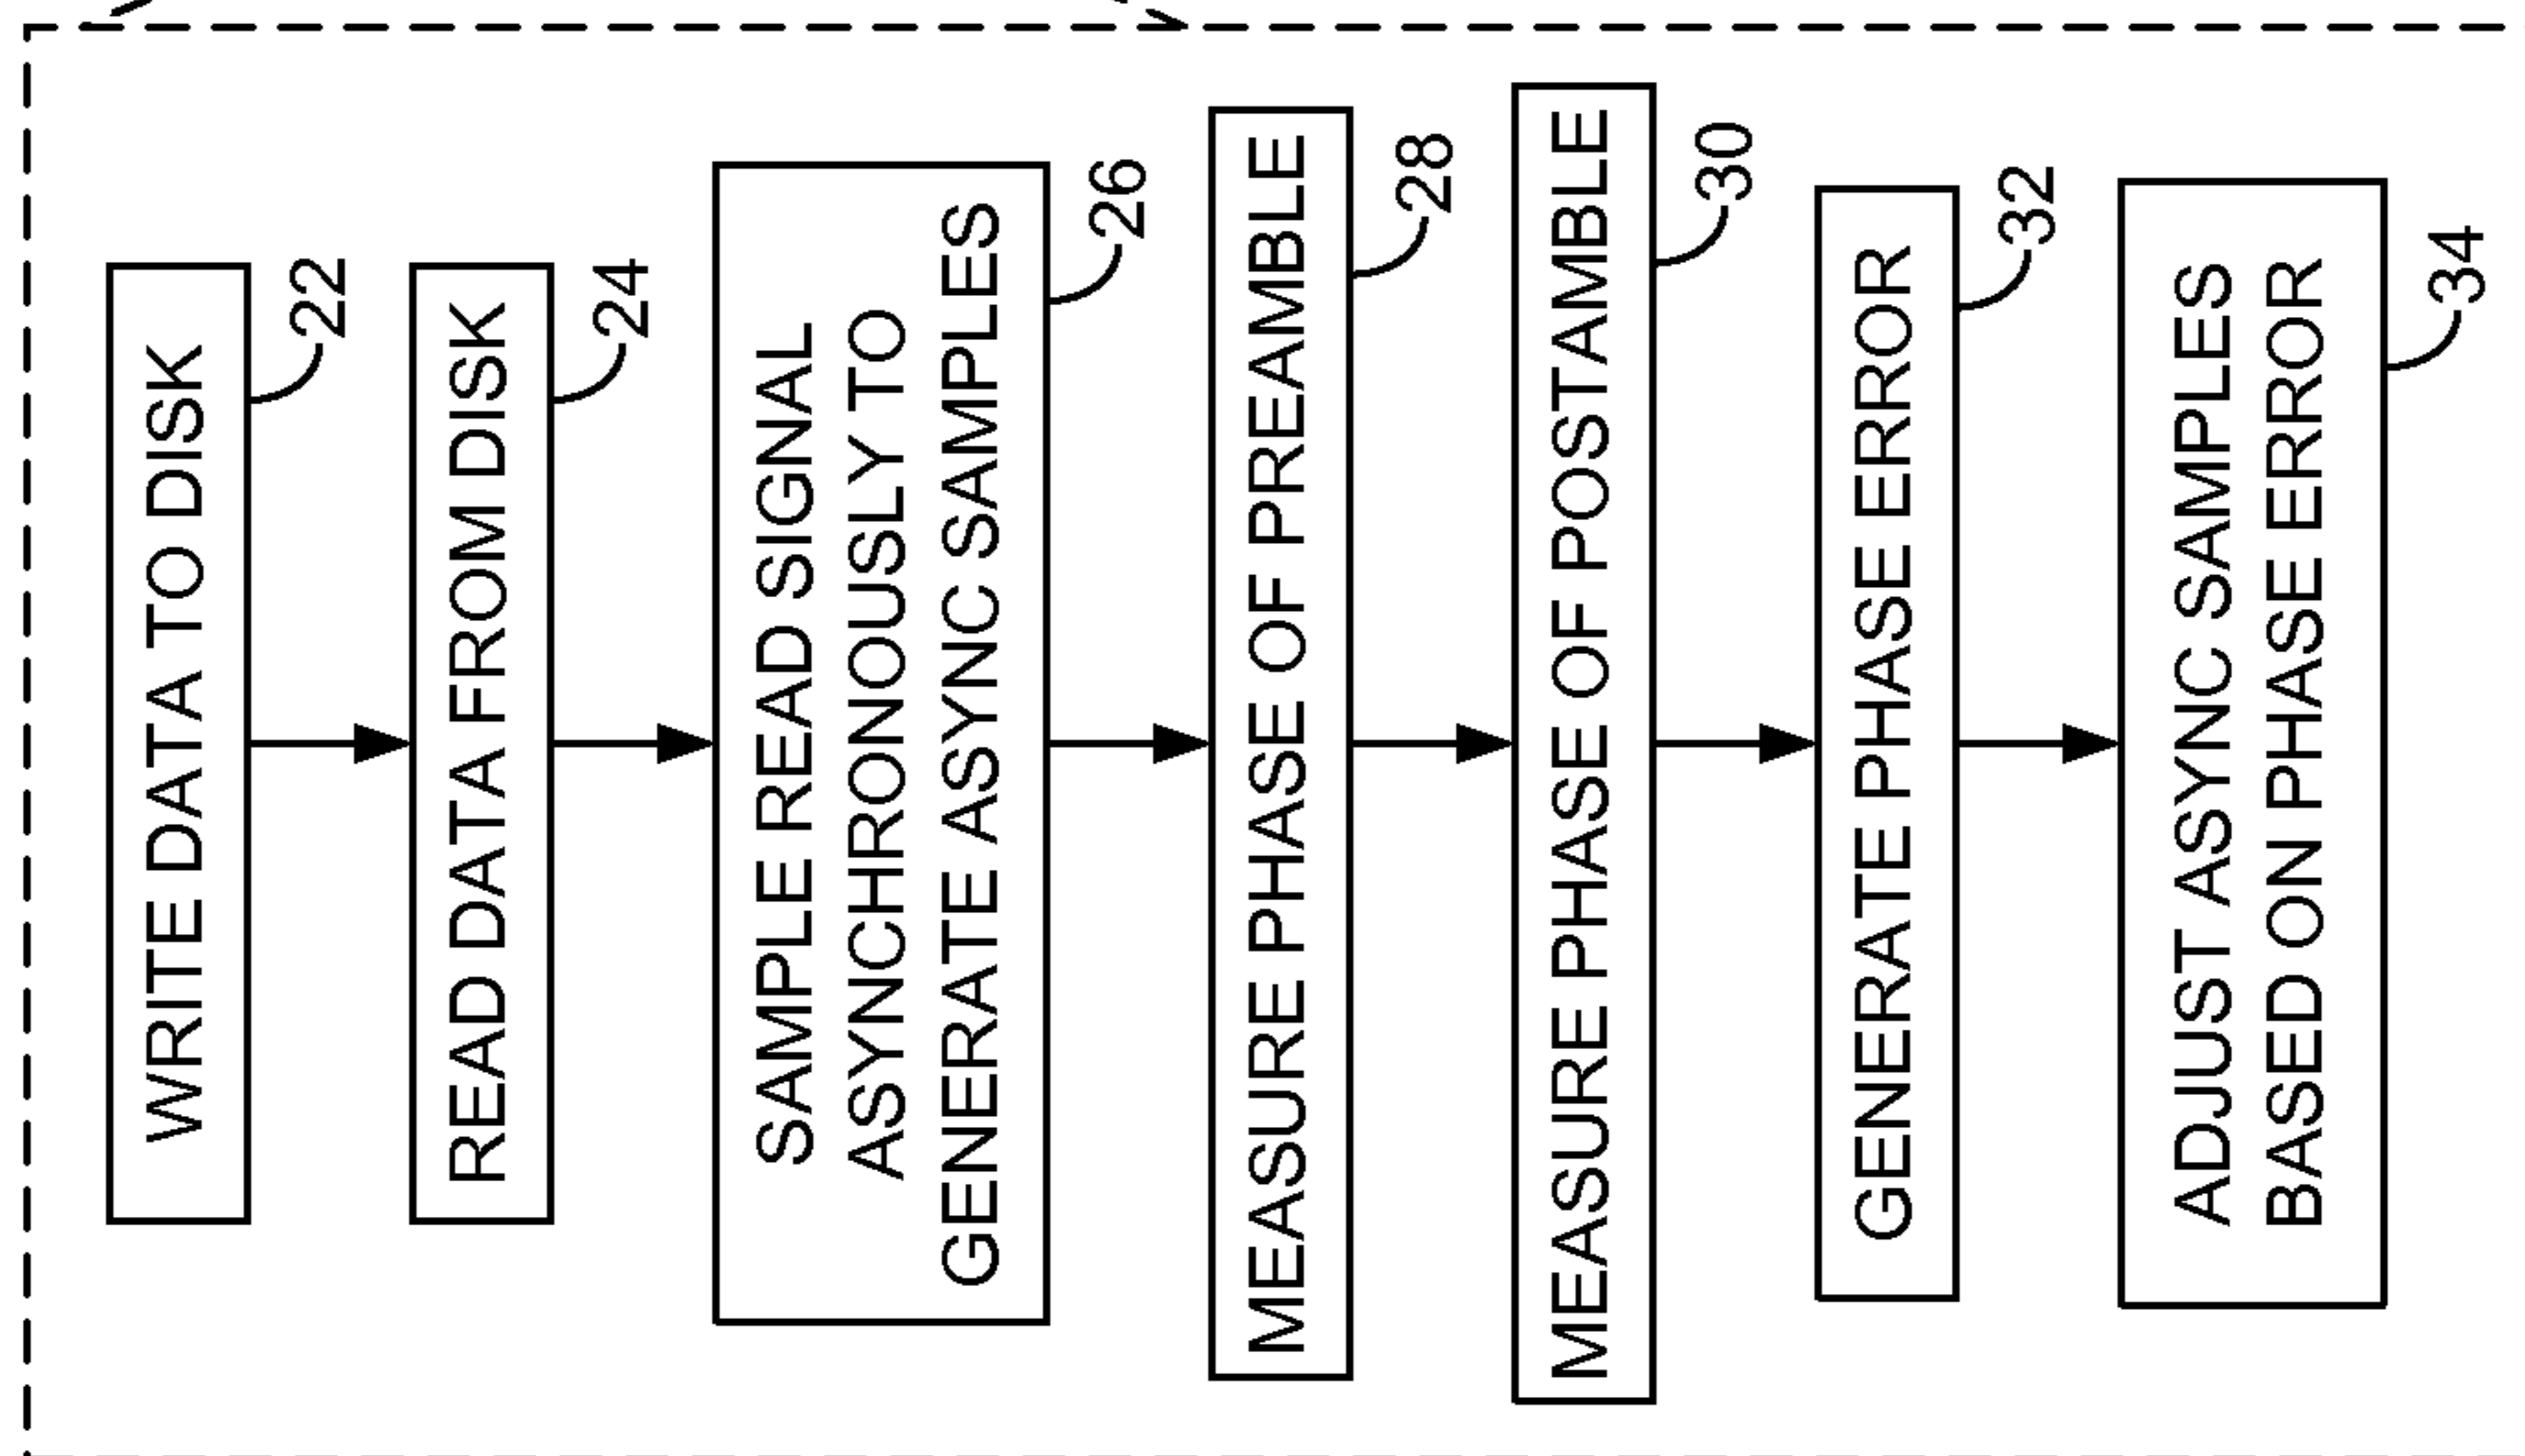 WRITE DATA TO DISK
22
READ DATA FROM DISK
24
SAMPLE READ SIGNAL
ASYNCHRONOUSLY TO
GENERATE ASYNC SAMPLES
26
MEASURE PHASE OF PREAMBLE
28
MEASURE PHASE OF POSTAMBLE
30
GENERATE PHASE ERROR
32
ADJUST ASYNC SAMPLES
BASED ON PHASE ERROR
34